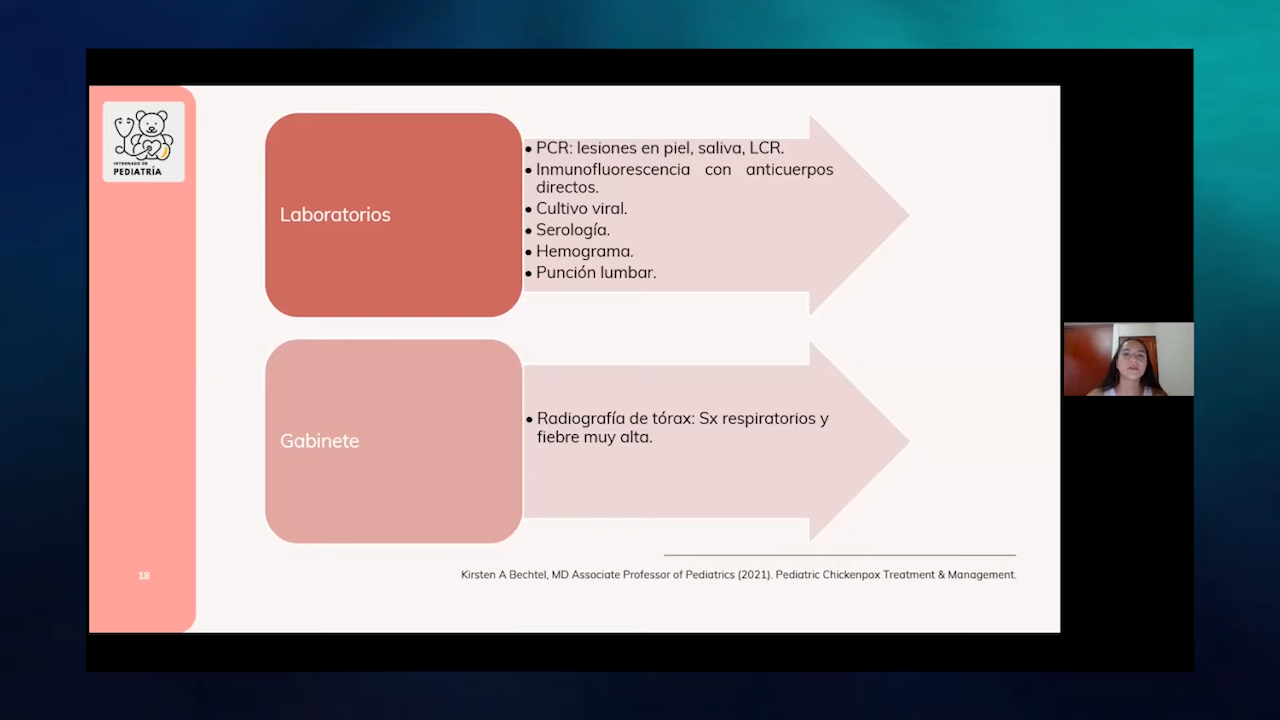 INTERNADO DE
PEDIATRÍA
Laboratorios
• PCR: lesiones en piel, saliva, LCR.
• Inmunofluorescencia con anticuerpos
directos.
• Cultivo viral.
• Serología.
• Hemograma.
• Punción lumbar.
Gabinete
• Radiografía de tórax: Sx respiratorios y
fiebre muy alta.
18
Kirsten A Bechtel, MD Associate Professor of Pediatrics (2021). Pediatric Chickenpox Treatment & Management.